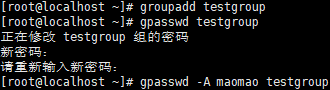 [root@localhost ~]# groupadd testgroup
[root@localhost ~]# gpasswd testgroup
正在修改 testgroup 组的密码
新密码：
请重新输入新密码：
[root@localhost ~]# gpasswd -A maomao testgroup